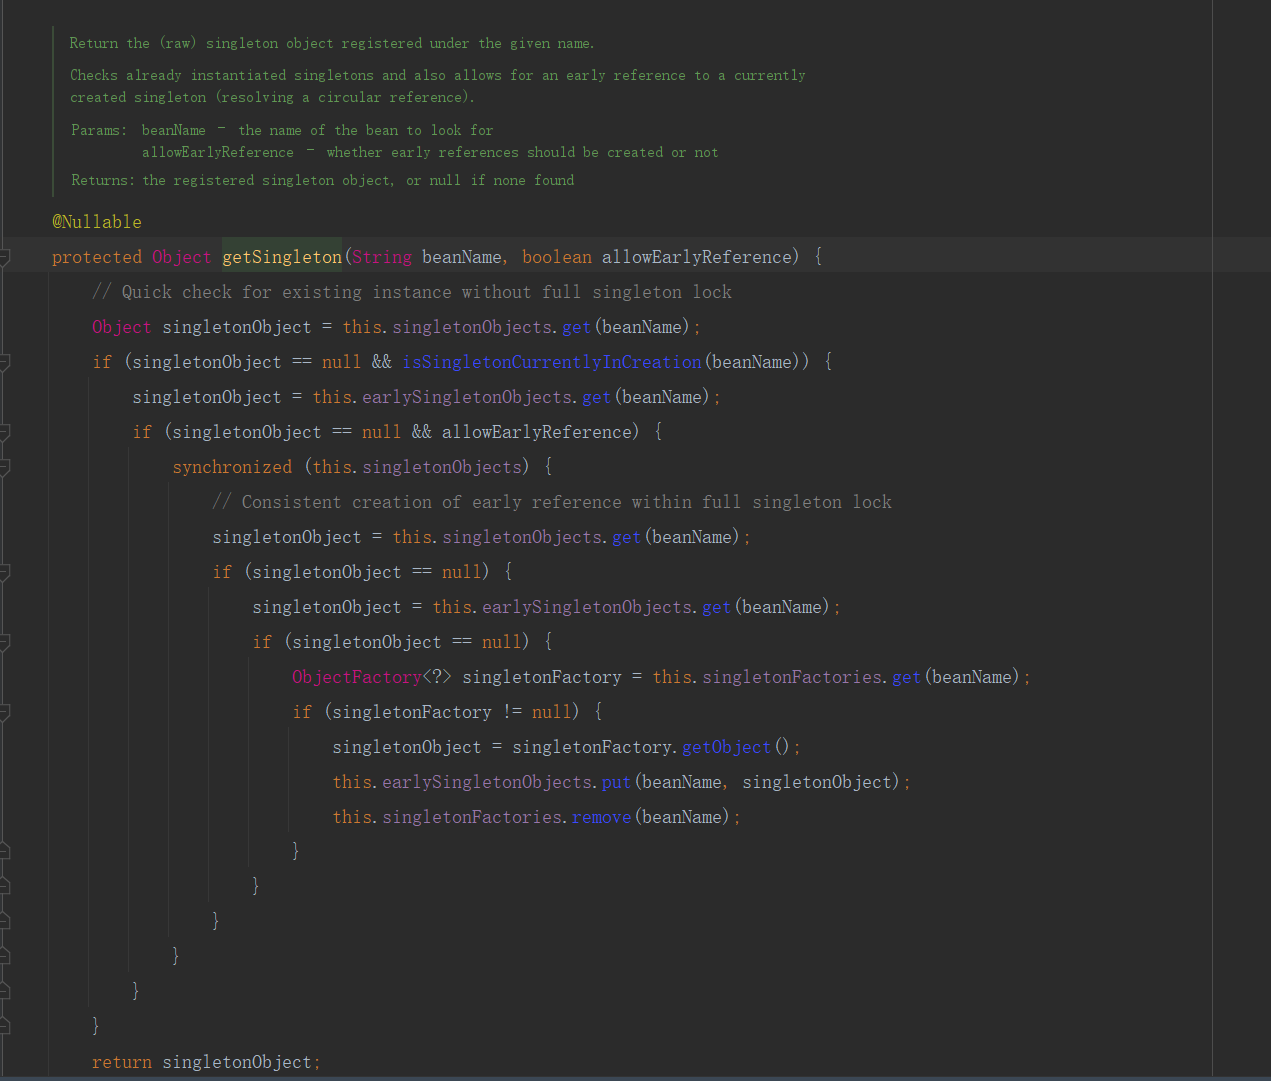 Return the (raw) singleton object registered under the given name.
Checks already instantiated singletons and also allows for an early reference to a currently
created singleton (resolving a circular reference).
Params: beanName – the name of the bean to look for
allowEarlyReference – whether early references should be created or not
Returns: the registered singleton object, or null if none found
@Nullable
protected Object getSingleton(String beanName, boolean allowEarlyReference) {
// Quick check for existing instance without full singleton lock
Object singletonObject = this.singletonObjects.get(beanName);
if (singletonObject == null && isSingletonCurrentlyInCreation(beanName)) {
singletonObject = this.earlySingletonObjects.get(beanName);
if (singletonObject == null && allowEarlyReference) {
synchronized (this.singletonObjects) {
// Consistent creation of early reference within full singleton lock
singletonObject = this.singletonObjects.get(beanName);
if (singletonObject == null) {
singletonObject = this.earlySingletonObjects.get(beanName);
if (singletonObject == null) {
ObjectFactory<?> singletonFactory = this.singletonFactories.get(beanName);
if (singletonFactory != null) {
singletonObject = singletonFactory.getObject();
this.earlySingletonObjects.put(beanName, singletonObject);
this.singletonFactories.remove(beanName);
}
}
}
}
}
}
return singletonObject;